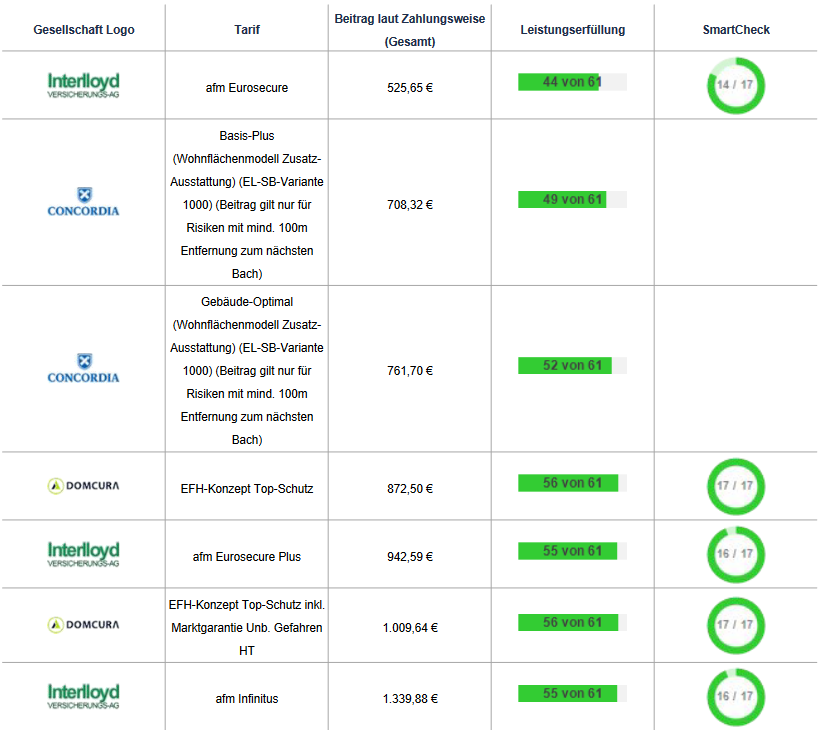 Gesellschaft Logo
Tarif
Beitrag laut Zahlungsweise
(Gesamt)
Leistungserfüllung
SmartCheck
Interlloyd
VERSICHERUNGS-AG
afm Eurosecure
525,65 €
44 von 61
14 / 17
CONCORDIA
Basis-Plus
(Wohnflächenmodell Zusatz-
Ausstattung) (EL-SB-Variante
1000) (Beitrag gilt nur für
Risiken mit mind. 100m
Entfernung zum nächsten
Bach)
708,32 €
49 von 61
CONCORDIA
Gebäude-Optimal
(Wohnflächenmodell Zusatz-
Ausstattung) (EL-SB-Variante
1000) (Beitrag gilt nur für
Risiken mit mind. 100m
Entfernung zum nächsten
Bach)
761,70 €
52 von 61
DOMCURA
EFH-Konzept Top-Schutz
872,50 €
56 von 61
17 / 17
Interlloyd
VERSICHERUNGS-AG
afm Eurosecure Plus
942,59 €
55 von 61
16 / 17
DOMCURA
EFH-Konzept Top-Schutz inkl.
Marktgarantie Unb. Gefahren
HT
1.009,64 €
56 von 61
17 / 17
Interlloyd
VERSICHERUNGS-AG
afm Infinitus
1.339,88 €
55 von 61
16 / 17